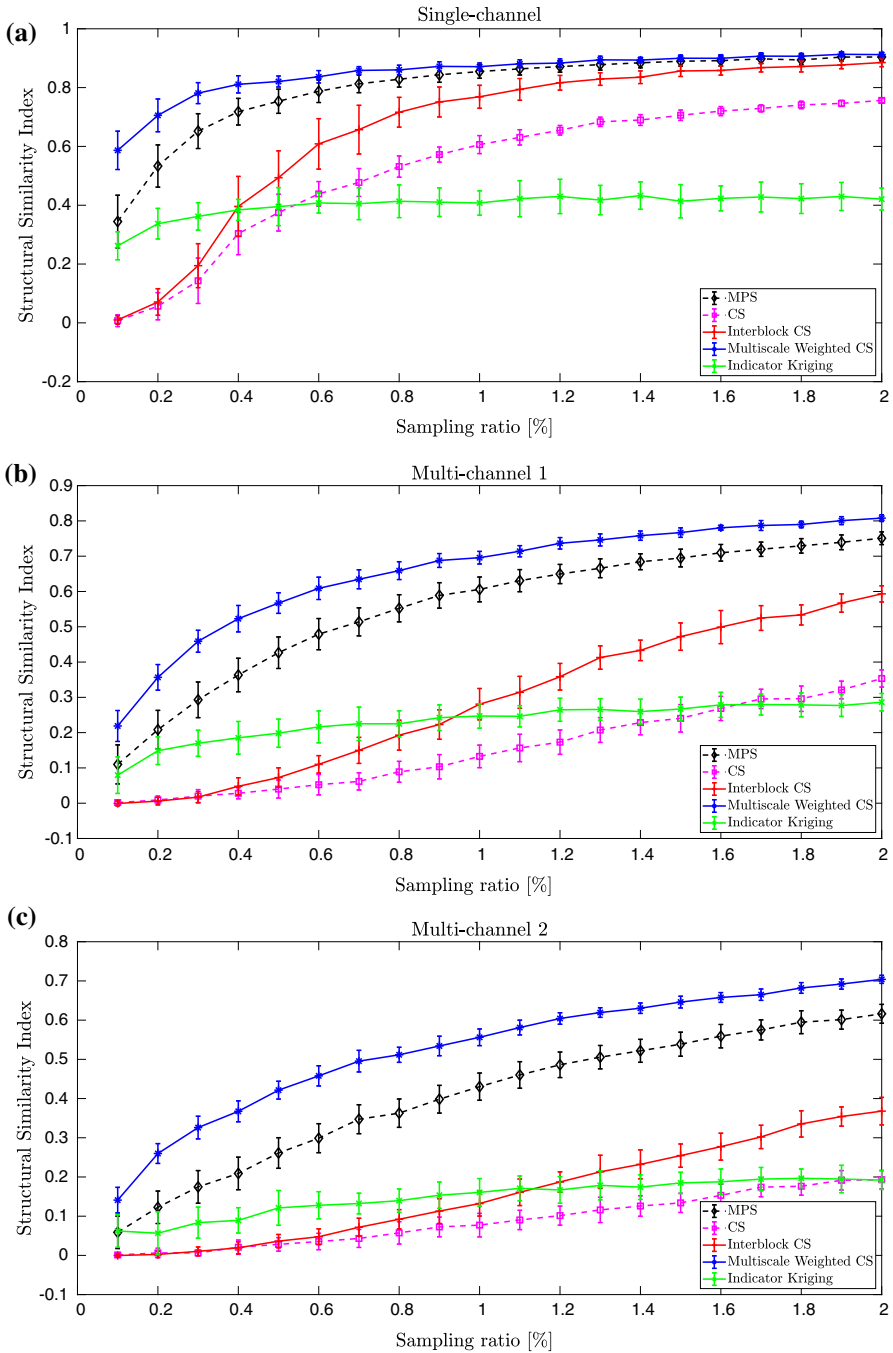 (a)
Single-channel
1
0.8
0.6
0.4
0.2
0
-0.2
Structural Similarity Index
0 0.2 0.4 0.6 0.8 1 1.2 1.4 1.6 1.8 2
Sampling ratio [%]
MPS
CS
Interblock CS
Multiscale Weighted CS
Indicator Kriging
(b)
Multi-channel 1
0.9
0.8
0.7
0.6
0.5
0.4
0.3
0.2
0.1
0
-0.1
Structural Similarity Index
0 0.2 0.4 0.6 0.8 1 1.2 1.4 1.6 1.8 2
Sampling ratio [%]
MPS
CS
Interblock CS
Multiscale Weighted CS
Indicator Kriging
(c)
Multi-channel 2
0.8
0.7
0.6
0.5
0.4
0.3
0.2
0.1
0
-0.1
Structural Similarity Index
0 0.2 0.4 0.6 0.8 1 1.2 1.4 1.6 1.8 2
Sampling ratio [%]
MPS
CS
Interblock CS
Multiscale Weighted CS
Indicator Kriging